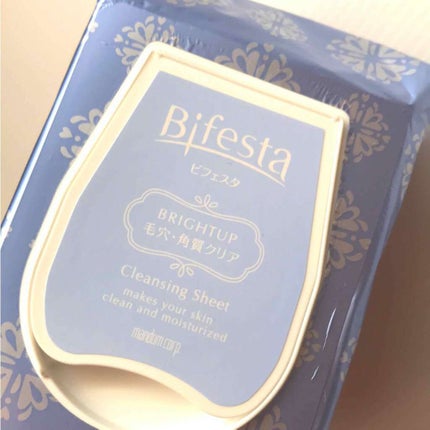 Bifesta
ビフェスタ
BRIGHTUP
毛穴・角質クリア
Cleansing Sheet
makes your skin
clean and moisturized
mandom corp.